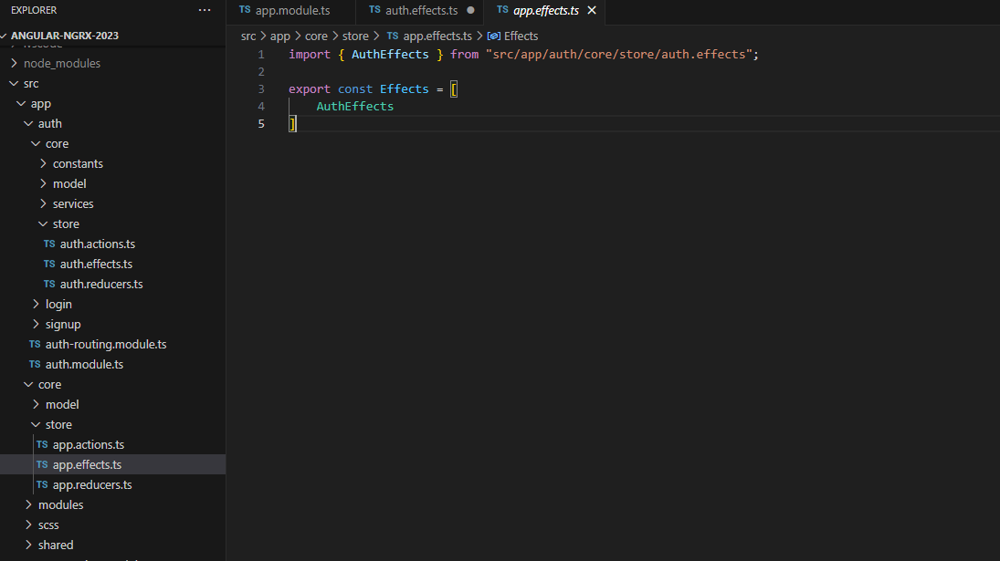 EXPLORER
ANGULAR-NGRX-2023
node_modules
src
app
auth
core
constants
model
services
store
TS auth.actions.ts
TS auth.effects.ts
TS auth.reducers.ts
login
signup
TS auth-routing.module.ts
TS auth.module.ts
core
model
store
TS app.actions.ts
TS app.effects.ts
TS app.reducers.ts
modules
scss
shared
TS app.module.ts
TS auth.effects.ts
TS app.effects.ts
src > app > core > store > TS app.effects.ts > Effects
1 import { AuthEffects } from "src/app/auth/core/store/auth.effects";
2
3 export const Effects = [
4 AuthEffects
5 ]